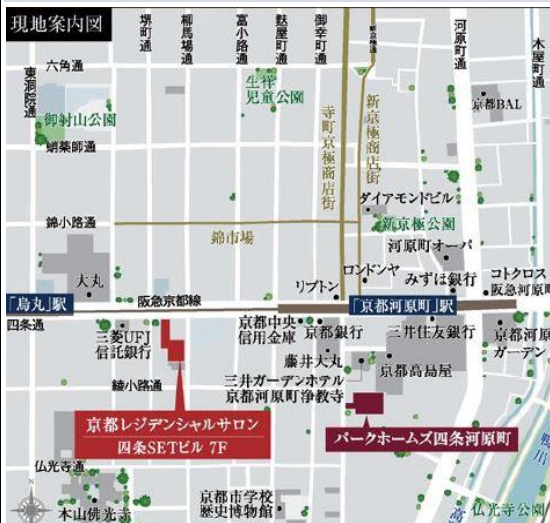 現地案内図
堺町通
柳馬場通
富小路通
麸屋町通
御幸町通
河原町通
木屋町通
東洞院通
六角通
生祥
児童公園
京都BAL
御射山公園
蛸薬師通
寺町京極商店街
新京極商店街
ダイアモンドビル
新京極公園
錦小路通
錦市場
河原町オーパ
大丸
ロンドンヤ
みずほ銀行
コトクロス
阪急河原町
リプトン
「烏丸」駅
阪急京都線
「京都河原町」駅
四条通
三菱UFJ
信託銀行
京都中央
信用金庫
京都銀行
三井住友銀行
京都河原
ガーデン
藤井大丸
京都髙島屋
綾小路通
三井ガーデンホテル
京都河原町浄教寺
京都レジデンシャルサロン
四条SETビル 7F
パークホームズ四条河原町
鴨川
仏光寺通
本山佛光寺
京都市学校
歴史博物館
高
仏光寺公園
N